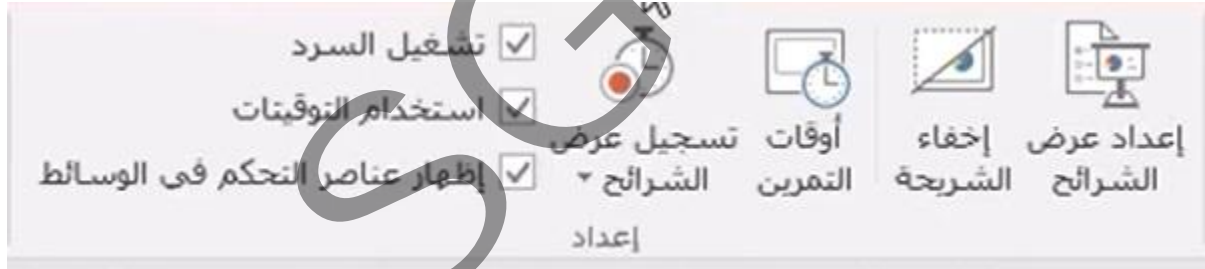 إعداد عرض الشرائح
إخفاء الشريحة
أوقات التمرين
تسجيل عرض الشرائح
تشغيل السرد
استخدام التوقيتات
إظهار عناصر التحكم في الوسائط
إعداد